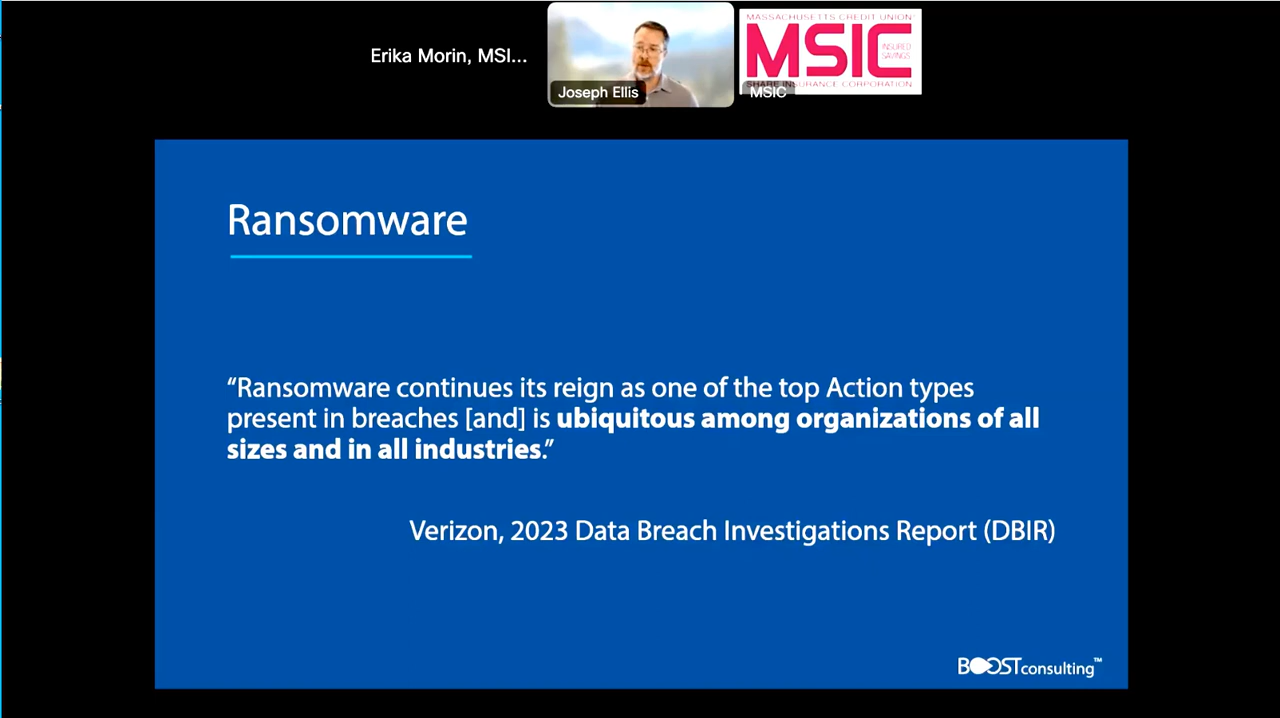 Erika Morin, MSI...
Joseph Ellis
MASSACHUSETTS CREDIT UNION
MSIC
INSURED
SAVINGS
SHARE INSURANCE CORPORATION
MSIC
Ransomware
“Ransomware continues its reign as one of the top Action types
present in breaches [and] is ubiquitous among organizations of all
sizes and in all industries.”
Verizon, 2023 Data Breach Investigations Report (DBIR)
BOOSTconsulting™